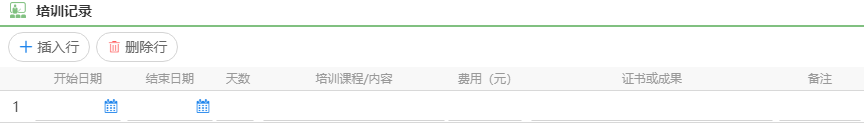 培训记录
插入行 删除行
开始日期 结束日期 天数 培训课程/内容 费用（元） 证书或成果 备注
1